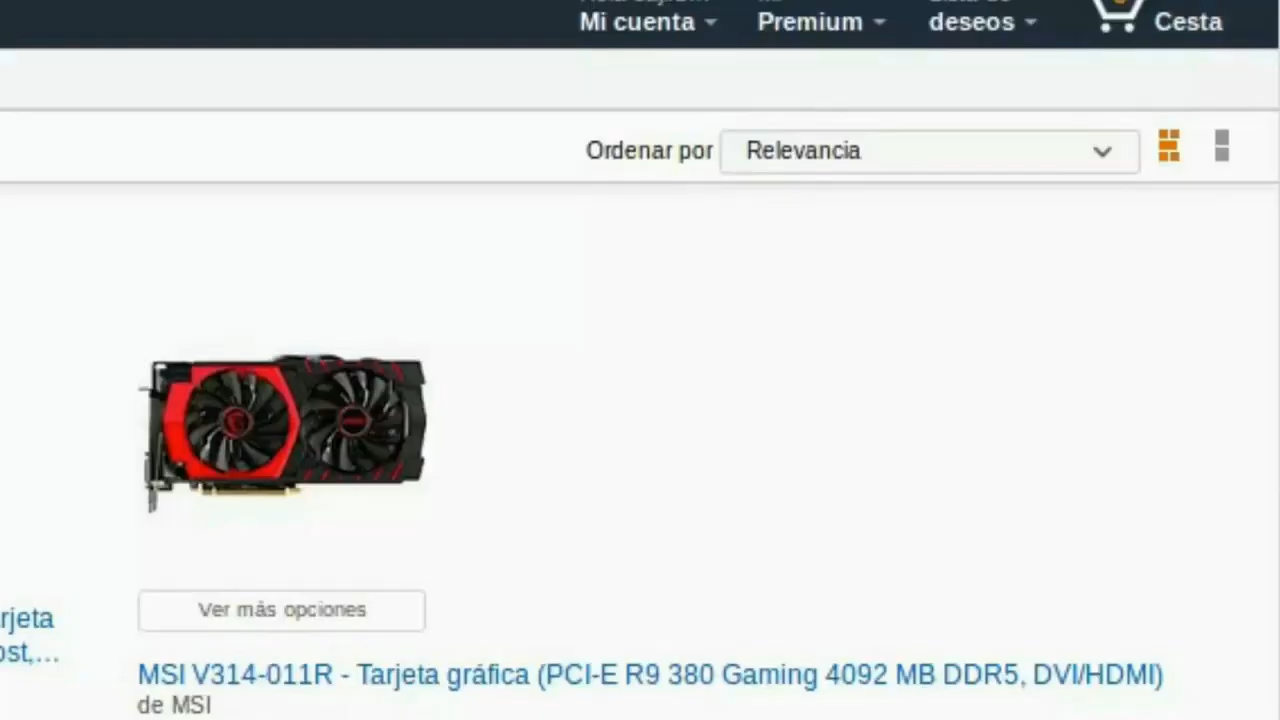 Mi cuenta Premium deseos Cesta
Ordenar por Relevancia
Ver más opciones
rjeta
ost,...
MSI V314-011R - Tarjeta gráfica (PCI-E R9 380 Gaming 4092 MB DDR5, DVI/HDMI)
de MSI